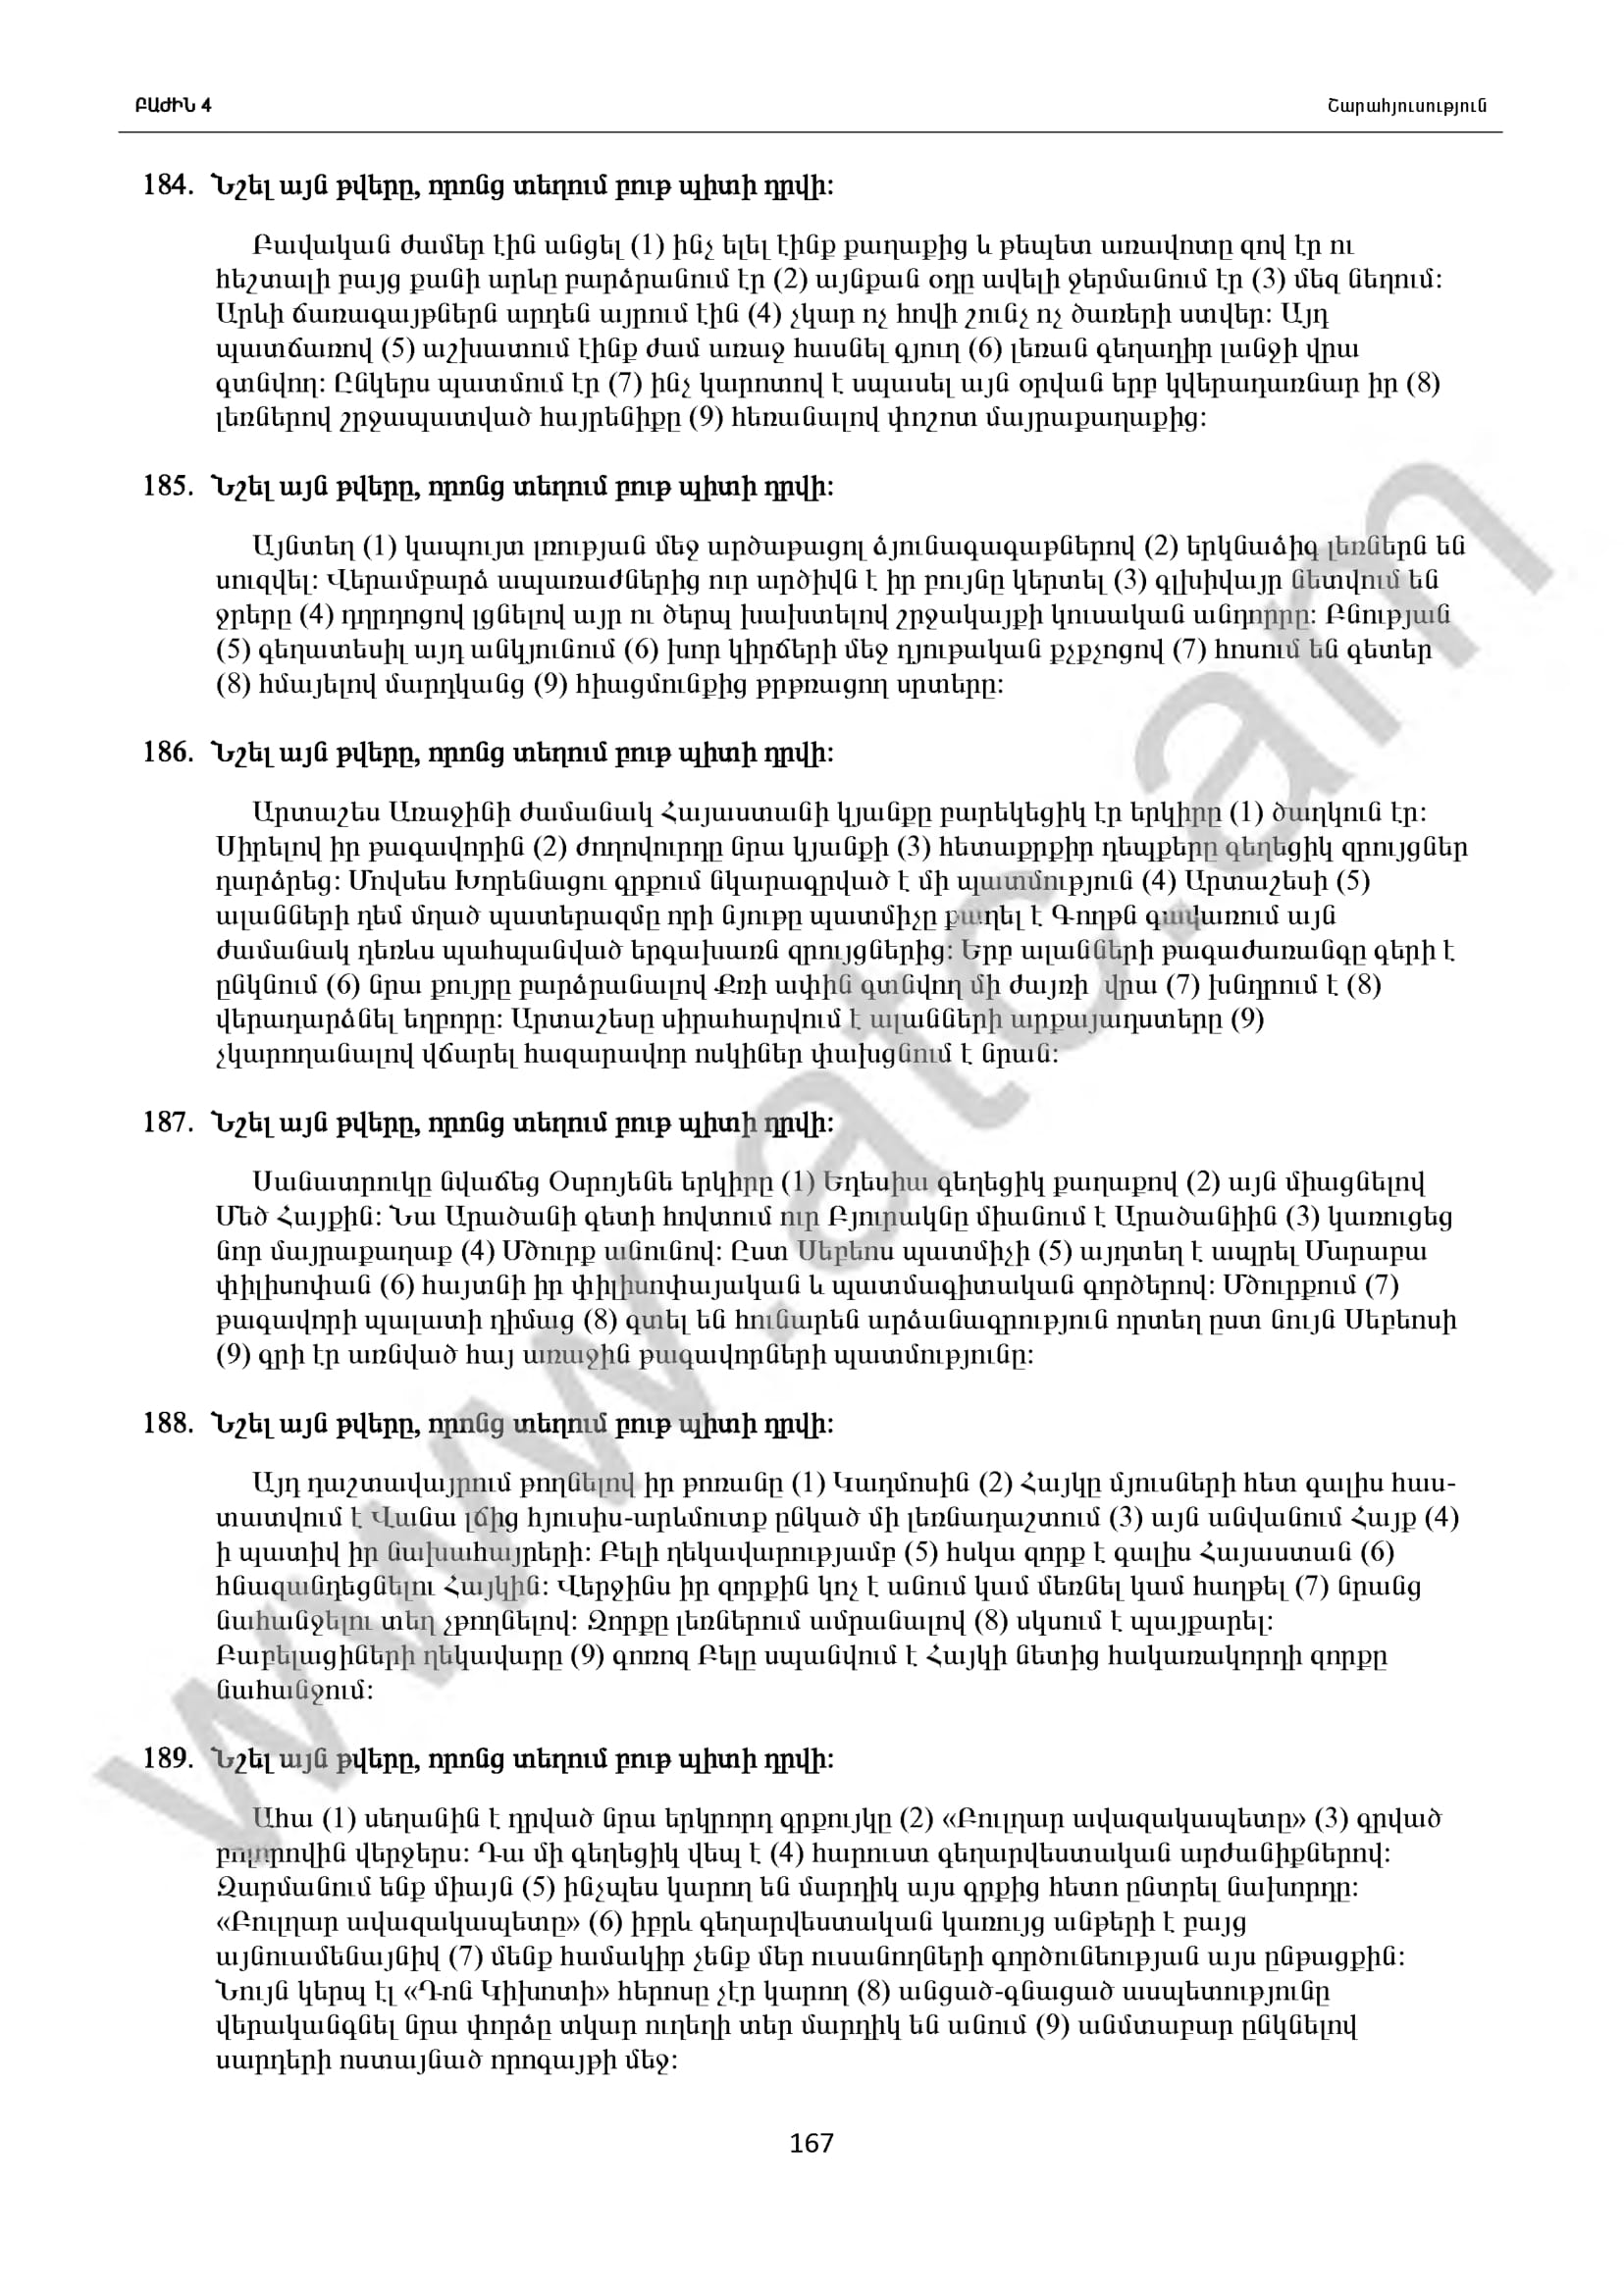 ԲԱԺԻՆ 4
Շարահյուսություն
184. Նշել այն թվերը, որոնց տեղում բութ պիտի դրվի:
Բավական ժամեր էին անցել (1) ինչ ելել էինք քաղաքից և թեպետ առավոտը զով էր ու
հեշտալի բայց քանի արևը բարձրանում էր (2) այնքան օդը ավելի ջերմանում էր (3) մեզ նեղում:
Արևի ճառագայթներն արդեն այրում էին (4) չկար ոչ հովի շունչ ոչ ծառերի ստվեր: Այդ
պատճառով (5) աշխատում էինք ժամ առաջ հասնել գյուղ (6) լեռան գեղադիր լանջի վրա
գտնվող: Ընկերս պատմում էր (7) ինչ կարոտով է սպասել այն օրվան երբ կվերադառնար իր (8)
լեռներով շրջապատված հայրենիքը (9) հեռանալով փոշոտ մայրաքաղաքից:
185. Նշել այն թվերը, որոնց տեղում բութ պիտի դրվի:
Այնտեղ (1) կապույտ լռության մեջ արծաթացոլ ձյունագագաթներով (2) երկնաձիգ լեռներն են
սուզվել: Վերամբարձ ապառաժներից ուր արծիվն է իր բույնը կերտել (3) գլխիվայր նետվում են
ջրերը (4) դղրդոցով լցնելով այր ու ծերպ խախտելով շրջակայքի կուսական անդորրը: Բնության
(5) գեղատեսիլ այդ անկյունում (6) խոր կիրճերի մեջ դյութական քչքչոցով (7) հոսում են գետեր
(8) հմայելով մարդկանց (9) հիացմունքից թրթռացող սրտերը:
186. Նշել այն թվերը, որոնց տեղում բութ պիտի դրվի:
Արտաշես Առաջինի ժամանակ Հայաստանի կյանքը բարեկեցիկ էր երկիրը (1) ծաղկուն էր:
Սիրելով իր թագավորին (2) ժողովուրդը նրա կյանքի (3) հետաքրքիր դեպքերը գեղեցիկ զրույցներ
դարձրեց: Մովսես Խորենացու գրքում նկարագրված է մի պատմություն (4) Արտաշեսի (5)
ալանների դեմ մղած պատերազմը որի նյութը պատմիչը քաղել է Գողթն գավառում այն
ժամանակ դեռևս պահպանված երգախառն զրույցներից: Երբ ալանների թագաժառանգը գերի է
ընկնում (6) նրա քույրը բարձրանալով Քռի ափին գտնվող մի ժայռի վրա (7) խնդրում է (8)
վերադարձնել եղբորը: Արտաշեսը սիրահարվում է ալանների արքայադստերը (9)
չկարողանալով վճարել հազարավոր ոսկիներ փախցնում է նրան:
187. Նշել այն թվերը, որոնց տեղում բութ պիտի դրվի:
Սանատրուկը նվաճեց Օսրոյենե երկիրը (1) Եդեսիա գեղեցիկ քաղաքով (2) այն միացնելով
Մեծ Հայքին: Նա Արածանի գետի հովտում ուր Բյուրակնը միանում է Արածանիին (3) կառուցեց
նոր մայրաքաղաք (4) Մծուրք անունով: Ըստ Սեբեոս պատմիչի (5) այդտեղ է ապրել Մարաբա
փիլիսոփան (6) հայտնի իր փիլիսոփայական և պատմագիտական գործերով: Մծուրքում (7)
թագավորի պալատի դիմաց (8) գտել են հունարեն արձանագրություն որտեղ ըստ նույն Սեբեոսի
(9) գրի էր առնված հայ առաջին թագավորների պատմությունը:
188. Նշել այն թվերը, որոնց տեղում բութ պիտի դրվի:
Այդ դաշտավայրում թողնելով իր թոռանը (1) Կադմոսին (2) Հայկը մյուսների հետ գալիս հաս-
տատվում է Վանա լճից հյուսիս-արևմուտք ընկած մի լեռնադաշտում (3) այն անվանում Հայք (4)
ի պատիվ իր նախահայրերի: Բելի ղեկավարությամբ (5) հսկա զորք է գալիս Հայաստան (6)
հնազանդեցնելու Հայկին: Վերջինս իր զորքին կոչ է անում կամ մեռնել կամ հաղթել (7) նրանց
նահանջելու տեղ չթողնելով: Զորքը լեռներում ամրանալով (8) սկսում է պայքարել:
Բաբելացիների ղեկավարը (9) գոռոզ Բելը սպանվում է Հայկի նետից հակառակորդի զորքը
նահանջում:
189. Նշել այն թվերը, որոնց տեղում բութ պիտի դրվի:
Ահա (1) սեղանին է դրված նրա երկրորդ գրքույկը (2) «Բուլղար ավազակապետը» (3) գրված
բոլորովին վերջերս: Դա մի գեղեցիկ վեպ է (4) հարուստ գեղարվեստական արժանիքներով:
Զարմանում ենք միայն (5) ինչպես կարող են մարդիկ այս գրքից հետո ընտրել նախորդը:
«Բուլղար ավազակապետը» (6) իբրև գեղարվեստական կառույց անթերի է բայց
այնուամենայնիվ (7) մենք համակիր չենք մեր ուսանողների գործունեության այս ընթացքին:
Նույն կերպ էլ «Դոն Կիխոտի» հերոսը չէր կարող (8) անցած-գնացած ասպետությունը
վերականգնել նրա փորձը տկար ուղեղի տեր մարդիկ են անում (9) անմտաբար ընկնելով
սարդերի ոստայնած որոգայթի մեջ:
167
www.atc.am